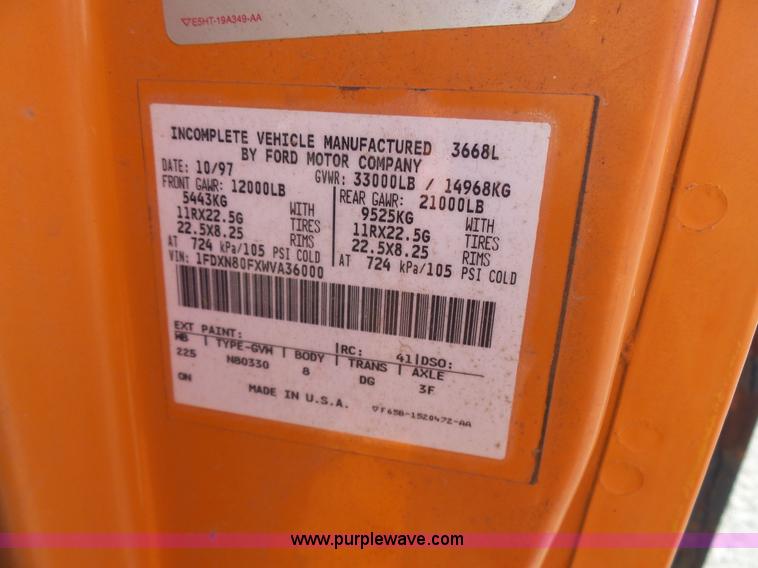 ▽E5HT-19A349-AA
INCOMPLETE VEHICLE MANUFACTURED 3668L
BY FORD MOTOR COMPANY
DATE: 10/97 GVWR: 33000LB / 14968KG
FRONT GAWR: 12000LB REAR GAWR: 21000LB
5443KG WITH 9525KG WITH
11RX22.5G TIRES 11RX22.5G TIRES
22.5X8.25 RIMS 22.5X8.25 RIMS
AT 724 kPa/105 PSI COLD AT 724 kPa/105 PSI COLD
VIN: 1FDXN80FXWVA36000
EXT PAINT: RC: 41 DSO:
WB TYPE-GVW BODY TRANS AXLE
225 N80330 8 DG 3F
ON
MADE IN U.S.A. ▽F65B-1520472-AA
www.purplewave.com